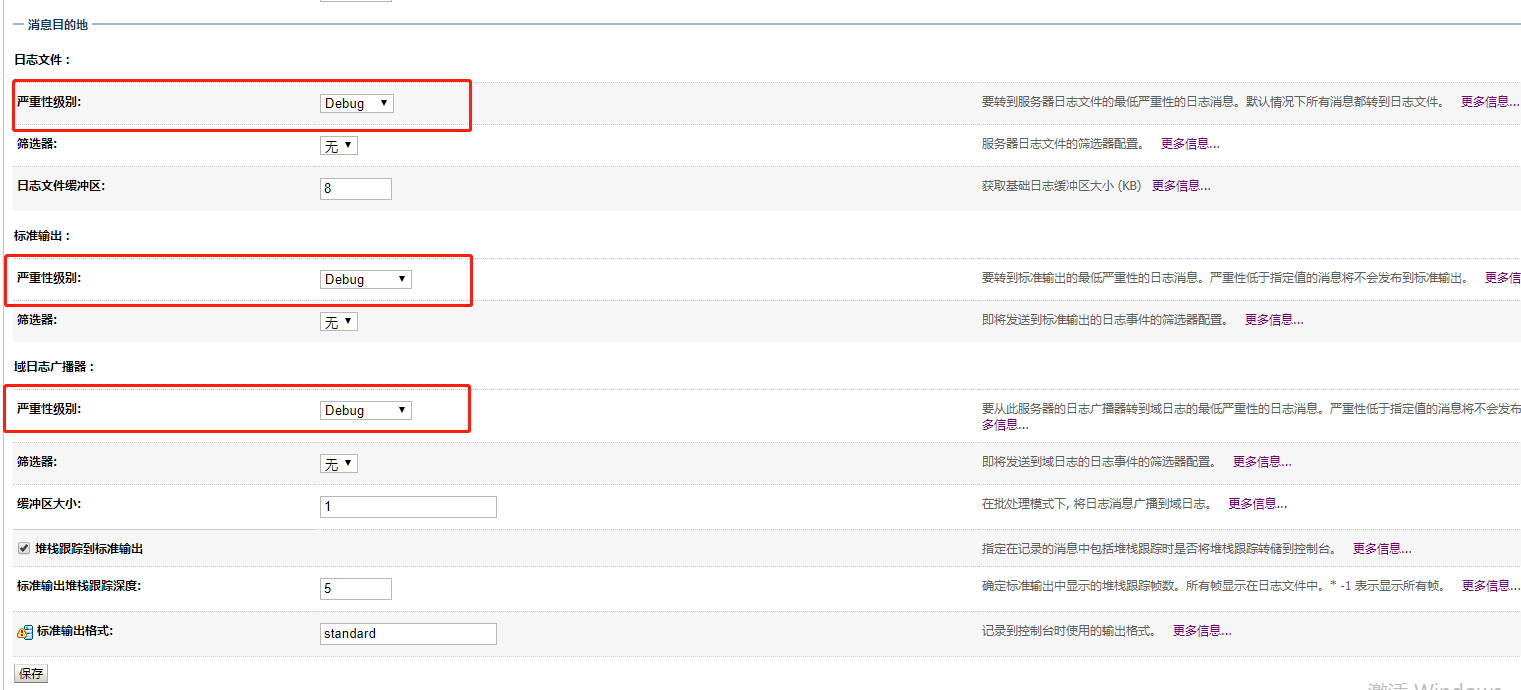 消息目的地
日志文件：
严重性级别: Debug 要转到服务器日志文件的最低严重性的日志消息。默认情况下所有消息都转到日志文件。 更多信息...
筛选器: 无 服务器日志文件的筛选器配置。 更多信息...
日志文件缓冲区: 8 获取基础日志缓冲区大小 (KB) 更多信息...
标准输出：
严重性级别: Debug 要转到标准输出的最低严重性的日志消息。严重性低于指定值的消息将不会发布到标准输出。 更多信
筛选器: 无 即将发送到标准输出的日志事件的筛选器配置。 更多信息...
域日志广播器：
严重性级别: Debug 要从此服务器的日志广播器转到域日志的最低严重性的日志消息。严重性低于指定值的消息将不会发布
多信息...
筛选器: 无 即将发送到域日志的日志事件的筛选器配置。 更多信息...
缓冲区大小: 1 在批处理模式下, 将日志消息广播到域日志。 更多信息...
堆栈跟踪到标准输出 指定在记录的消息中包括堆栈跟踪时是否将堆栈跟踪转储到控制台。 更多信息...
标准输出堆栈跟踪深度: 5 确定标准输出中显示的堆栈跟踪帧数。所有帧显示在日志文件中。* -1 表示显示所有帧。 更多信息...
标准输出格式: standard 记录到控制台时使用的输出格式。 更多信息...
保存
激活 Windows